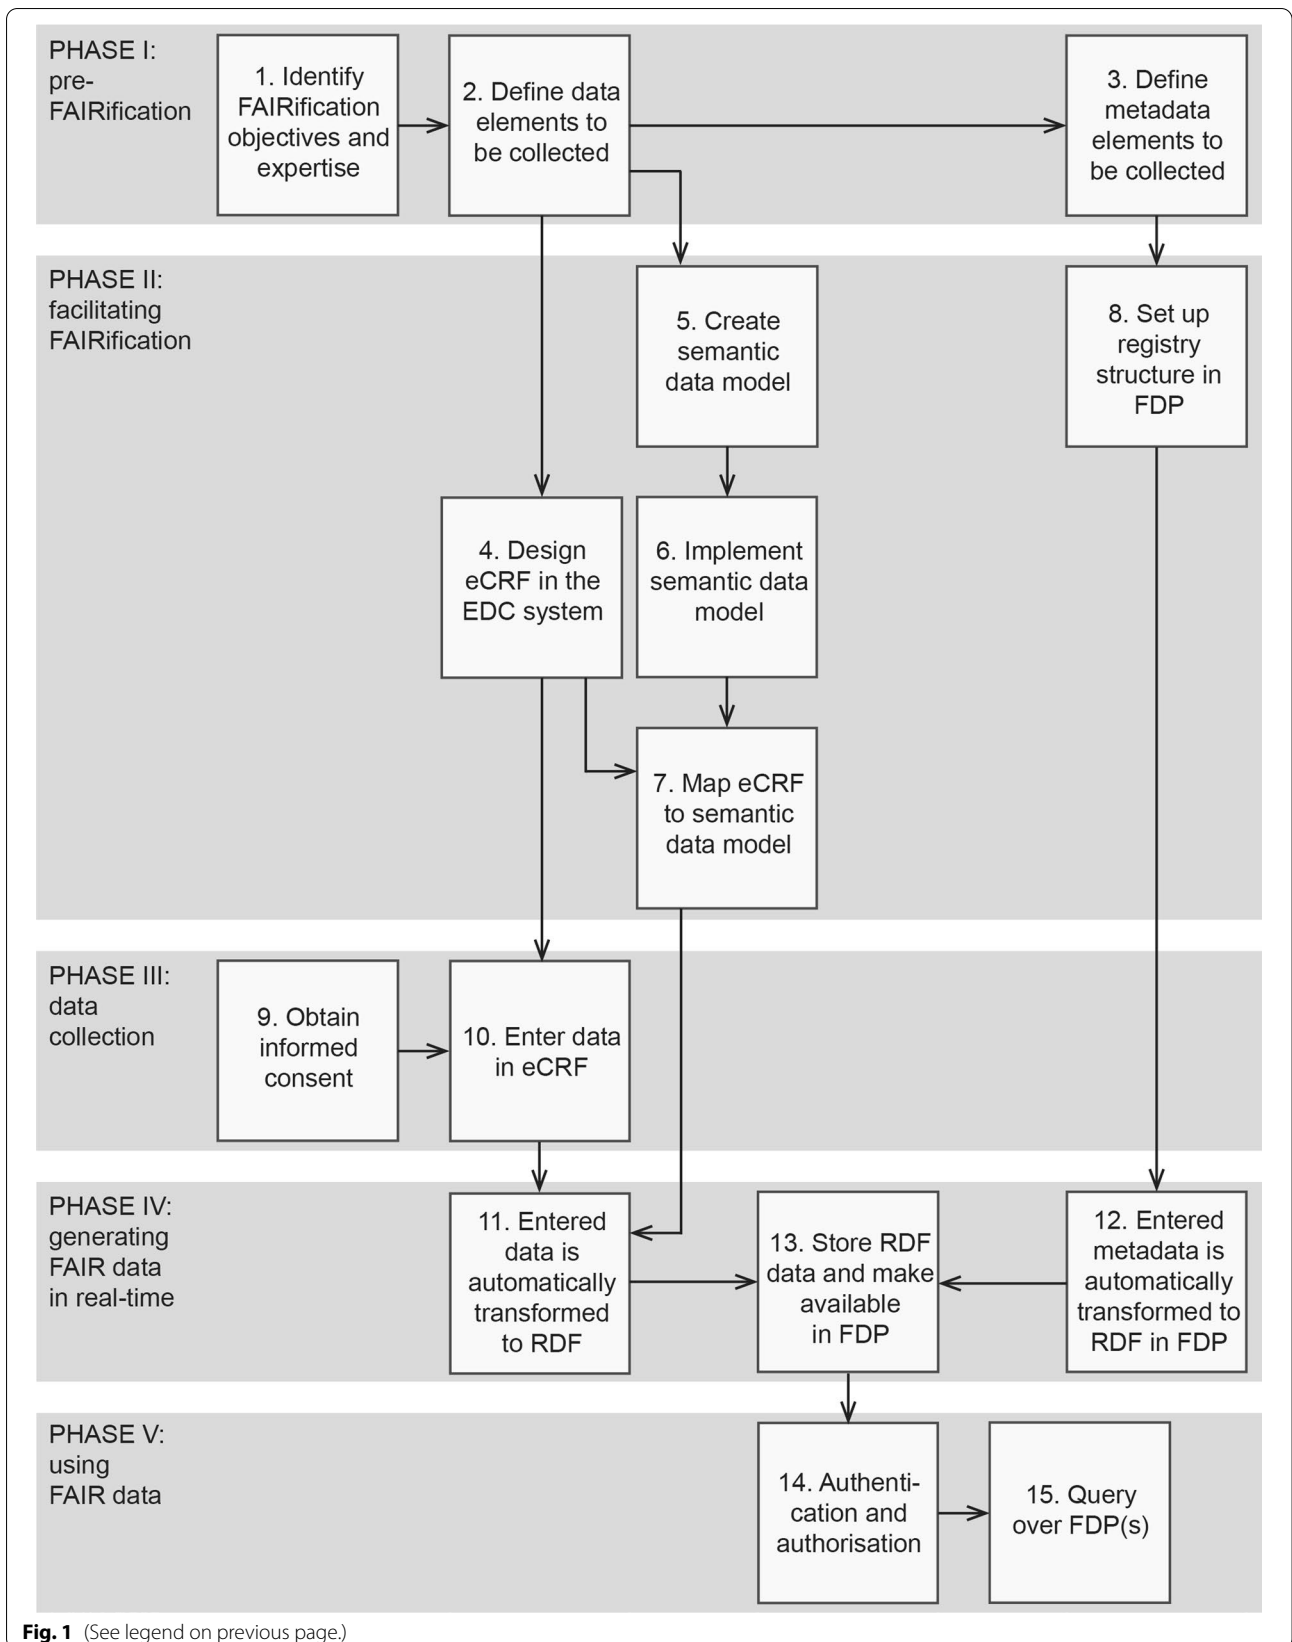 PHASE I:
pre-
FAIRification
1. Identify
FAIRification
objectives and
expertise
2. Define data
elements to
be collected
3. Define
metadata
elements to
be collected
PHASE II:
facilitating
FAIRification
5. Create
semantic
data model
8. Set up
registry
structure in
FDP
4. Design
eCRF in the
EDC system
6. Implement
semantic data
model
7. Map eCRF
to semantic
data model
PHASE III:
data
collection
9. Obtain
informed
consent
10. Enter data
in eCRF
PHASE IV:
generating
FAIR data
in real-time
11. Entered
data is
automatically
transformed
to RDF
13. Store RDF
data and make
available
in FDP
12. Entered
metadata is
automatically
transformed to
RDF in FDP
PHASE V:
using
FAIR data
14. Authenti-
cation and
authorisation
15. Query
over FDP(s)
Fig. 1 (See legend on previous page.)